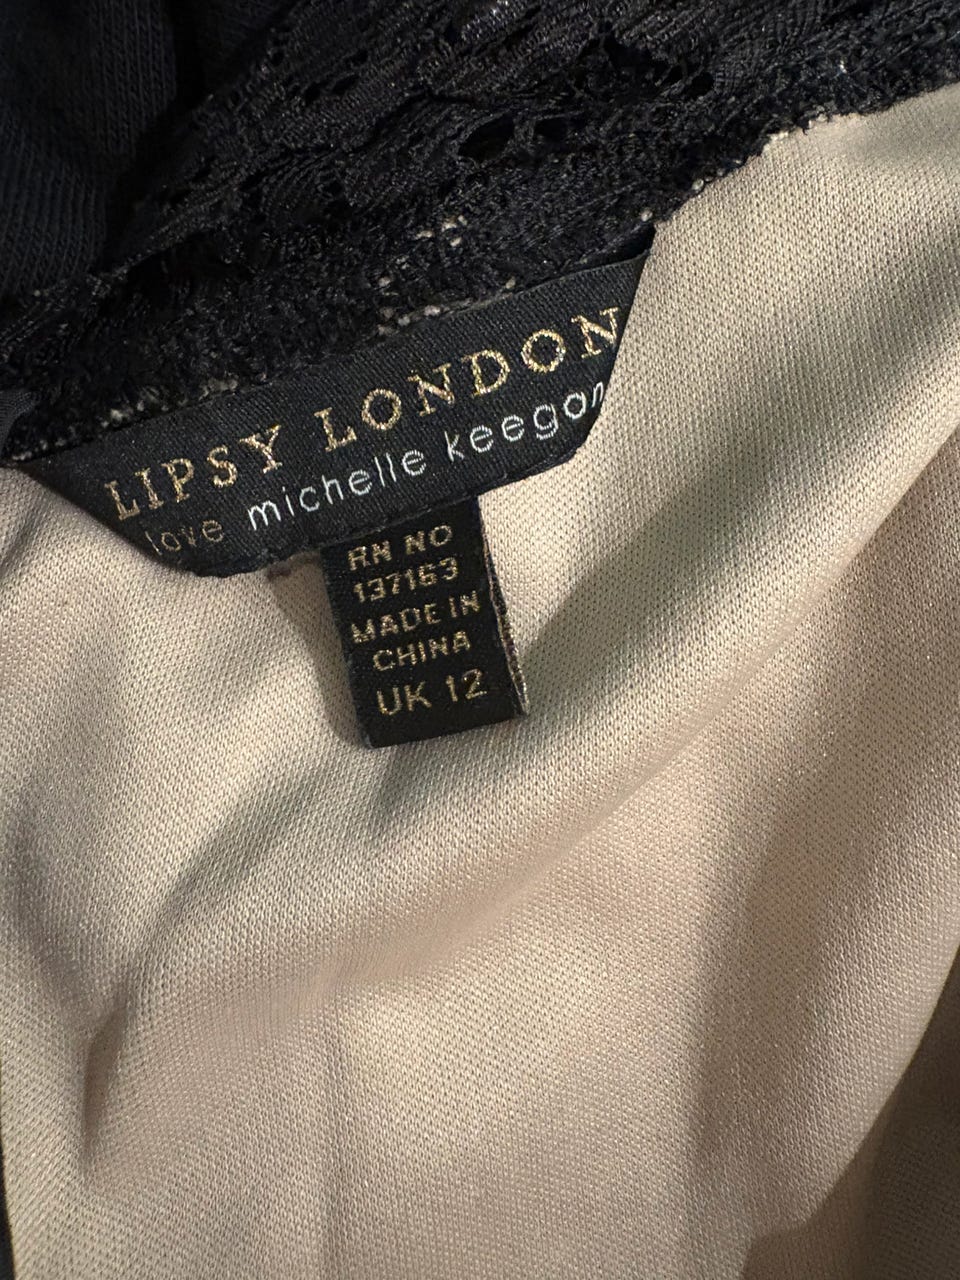 LIPSY LONDON
love michelle keegan
RN NO
137163
MADE IN
CHINA
UK 12